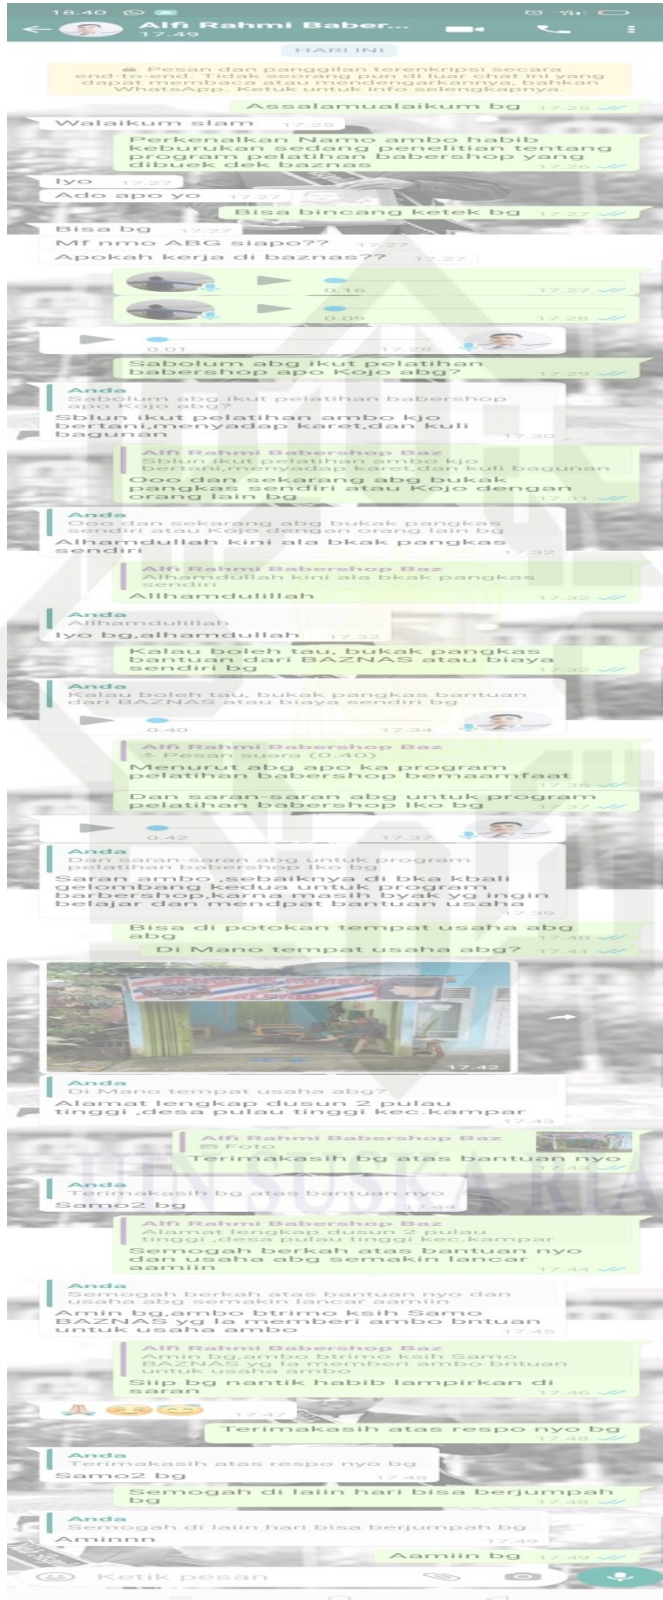 18.40
Alfi Rahmi Baber...
17.49
HARI INI
Pesan dan panggilan terenkripsi secara
end-to-end. Tidak seorang pun di luar chat ini yang
dapat membaca atau mendengarkannya, bahkan
WhatsApp. Ketuk untuk info selengkapnya.
Assalamualaikum bg 17.25
Walaikum slam 17.25
Perkenalkan Namo ambo habib
keburukan sedang penelitian tentang
program pelatihan babershop yang
dibuek dek baznas 17.26
Iyo 17.27
Ado apo yo 17.27
Bisa bincang ketek bg 17.27
Bisa bg 17.27
Mf nmo ABG siapo?? 17.27
Apokah kerja di baznas?? 17.27
0.16 17.27
0.09 17.28
0.01 17.28
Sabolum abg ikut pelatihan
babershop apo Kojo abg? 17.29
Anda
Sabolum abg ikut pelatihan babershop
apo Kojo abg?
Sblun ikut pelatihan ambo kjo
bertani,menyadap karet,dan kuli
bagunan 17.30
Alfi Rahmi Babershop Baz
Sblun ikut pelatihan ambo kjo
bertani,menyadap karet,dan kuli bagunan
Ooo dan sekarang abg bukak
pangkas sendiri atau Kojo dengan
orang lain bg 17.31
Anda
Ooo dan sekarang abg bukak pangkas
sendiri atau Kojo dengan orang lain bg
Alhamdullah kini ala bkak pangkas
sendiri 17.32
Alfi Rahmi Babershop Baz
Alhamdullah kini ala bkak pangkas
sendiri
Allhamdulillah 17.32
Anda
Allhamdulillah
Iyo bg,alhamdullah 17.32
Kalau boleh tau, bukak pangkas
bantuan dari BAZNAS atau biaya
sendiri bg 17.32
Anda
Kalau boleh tau, bukak pangkas bantuan
dari BAZNAS atau biaya sendiri bg
0.40 17.34
Alfi Rahmi Babershop Baz
Pesan suara (0.40)
Menurut abg apo ka program
pelatihan babershop bemaamfaat
17.36
Dan saran-saran abg untuk program
pelatihan babershop Iko bg 17.37
0.42 17.37
Anda
Dan saran-saran abg untuk program
pelatihan babershop Iko bg
Saran ambo ,sebaiknya di bka kbali
gelombang kedua untuk program
barbershop,karna masih byak yg ingin
belajar dan mendpat bantuan usaha
17.39
Bisa di potokan tempat usaha abg
abg 17.40
Di Mano tempat usaha abg? 17.41
17.42
Anda
Di Mano tempat usaha abg?
Alamat lengkap dusun 2 pulau
tinggi ,desa pulau tinggi kec.kampar
17.43
Alfi Rahmi Babershop Baz
Foto
Terimakasih bg atas bantuan nyo
17.43
Anda
Terimakasih bg atas bantuan nyo
Samo2 bg 17.44
Alfi Rahmi Babershop Baz
Alamat lengkap dusun 2 pulau
tinggi ,desa pulau tinggi kec.kampar
Semogah berkah atas bantuan nyo
dan usaha abg semakin lancar
aamiin 17.44
Anda
Semogah berkah atas bantuan nyo dan
usaha abg semakin lancar aamiin
Amin bg,ambo btrimo ksih Samo
BAZNAS yg la memberi ambo bntuan
untuk usaha ambo 17.45
Alfi Rahmi Babershop Baz
Amin bg,ambo btrimo ksih Samo
BAZNAS yg la memberi ambo bntuan
untuk usaha ambo
Siip bg nantik habib lampirkan di
saran 17.46
17.47
Terimakasih atas respo nyo bg
17.48
Anda
Terimakasih atas respo nyo bg
Samo2 bg 17.48
Semogah di laiin hari bisa berjumpah
bg 17.48
Anda
Semogah di laiin hari bisa berjumpah bg
Aminnn 17.49
Aamiin bg 17.49
Ketik pesan
UIN SUSKA RIA